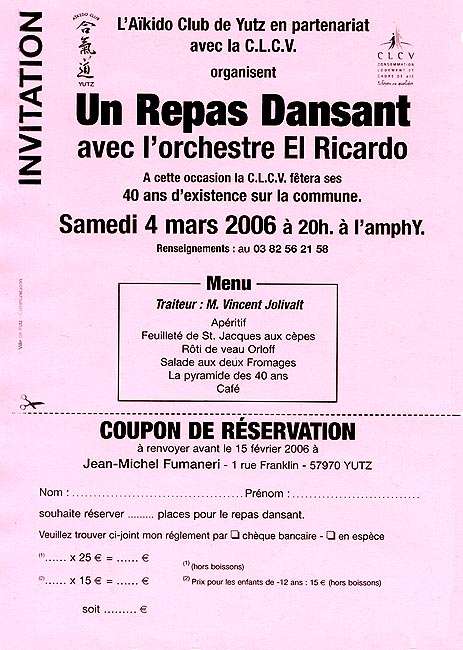 INVITATION
AÏKIDO CLUB
合氣道
YUTZ
L'Aïkido Club de Yutz en partenariat
avec la C.L.C.V.
organisent
CLCV
CONSOMMATION
LOGEMENT ET
CADRE DE VIE
Un Repas Dansant
avec l'orchestre El Ricardo
A cette occasion la C.L.C.V. fêtera ses
40 ans d'existence sur la commune.
Samedi 4 mars 2006 à 20h. à l'amphY.
Renseignements : au 03 82 56 21 58
Menu
Traiteur : M. Vincent Jolivalt
Apéritif
Feuilleté de St. Jacques aux cèpes
Rôti de veau Orloff
Salade aux deux Fromages
La pyramide des 40 ans
Café
COUPON DE RÉSERVATION
à renvoyer avant le 15 février 2006 à
Jean-Michel Fumaneri - 1 rue Franklin - 57970 YUTZ
Nom : ........................................ Prénom : ..................................
souhaite réserver ......... places pour le repas dansant.
Veuillez trouver ci-joint mon réglement par ❏ chèque bancaire - ❏ en espèce
(1)...... x 25 € = ...... € (1) (hors boissons)
(2)...... x 15 € = ...... € (2) Prix pour les enfants de -12 ans : 15 € (hors boissons)
soit ......... €